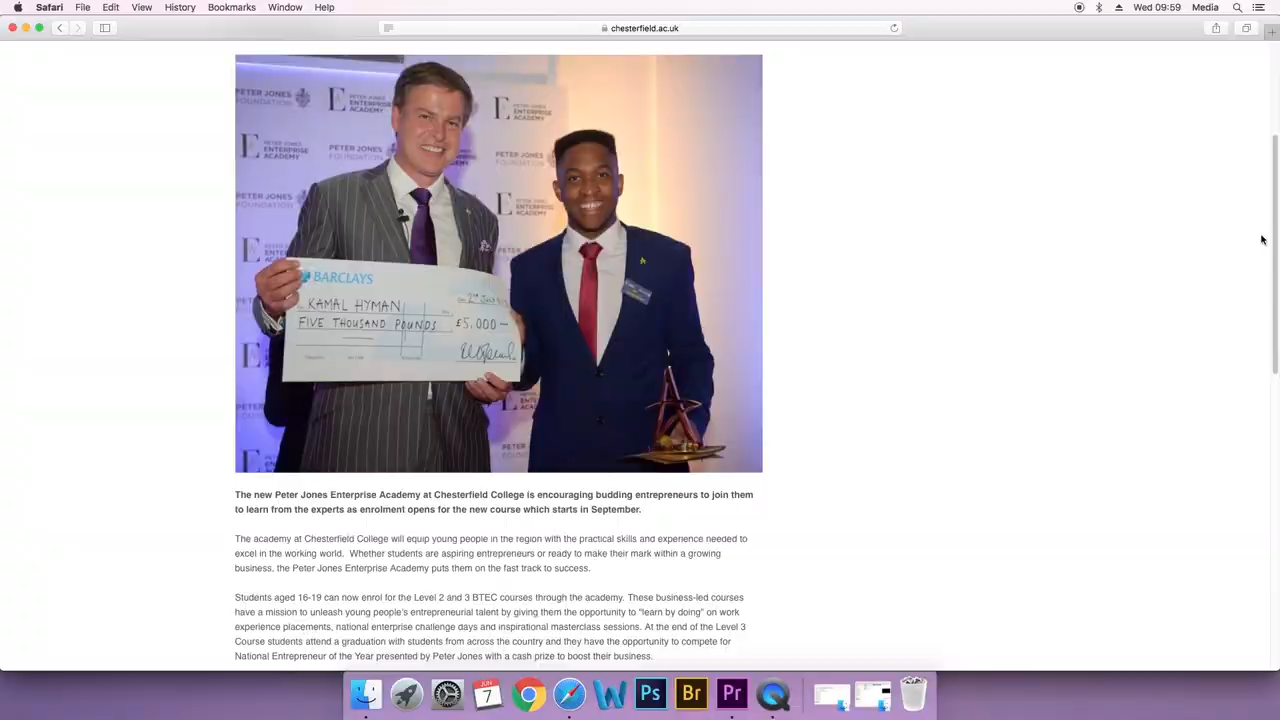 Safari File Edit View History Bookmarks Window Help Wed 09:59 Media
chesterfield.ac.uk
PETER JONES FOUNDATION
E PETER JONES ENTERPRISE ACADEMY
BARCLAYS
2nd July
KAMAL HYMAN
FIVE THOUSAND POUNDS £5,000—
The new Peter Jones Enterprise Academy at Chesterfield College is encouraging budding entrepreneurs to join them
to learn from the experts as enrolment opens for the new course which starts in September.
The academy at Chesterfield College will equip young people in the region with the practical skills and experience needed to
excel in the working world. Whether students are aspiring entrepreneurs or ready to make their mark within a growing
business, the Peter Jones Enterprise Academy puts them on the fast track to success.
Students aged 16-19 can now enrol for the Level 2 and 3 BTEC courses through the academy. These business-led courses
have a mission to unleash young people's entrepreneurial talent by giving them the opportunity to "learn by doing" on work
experience placements, national enterprise challenge days and inspirational masterclass sessions. At the end of the Level 3
Course students attend a graduation with students from across the country and they have the opportunity to compete for
National Entrepreneur of the Year presented by Peter Jones with a cash prize to boost their business.
JUN
7
W
Ps
Br
Pr